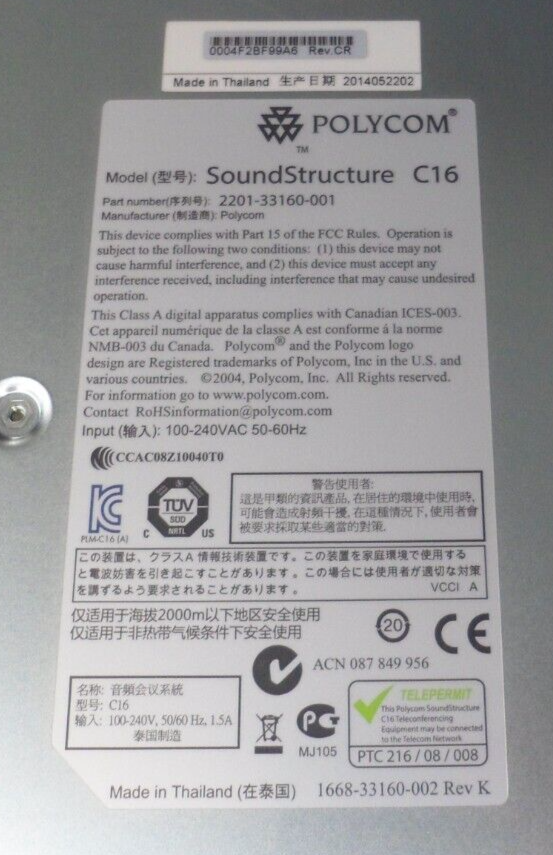 0004F2BF99A6 Rev.CR
Made in Thailand 生产日期 2014052202
POLYCOM®
TM
Model (型号): SoundStructure C16
Part number(序列号): 2201-33160-001
Manufacturer (制造商): Polycom
This device complies with Part 15 of the FCC Rules. Operation is
subject to the following two conditions: (1) this device may not
cause harmful interference, and (2) this device must accept any
interference received, including interference that may cause undesired
operation.
This Class A digital apparatus complies with Canadian ICES-003.
Cet appareil numérique de la classe A est conforme á la norme
NMB-003 du Canada. Polycom® and the Polycom logo
design are Registered trademarks of Polycom, Inc in the U.S. and
various countries. ©2004, Polycom, Inc. All Rights reserved.
For information go to www.polycom.com.
Contact RoHSinformation@polycom.com
Input (输入): 100-240VAC 50-60Hz
CCAC08Z10040T0
PLM-C16 (A)
C TÜV US
SUD
NRTL
警告使用者:
這是甲類的資訊產品, 在居住的環境中使用時,
可能會造成射頻干擾, 在這種情況下, 使用者會
被要求採取某些適當的對策.
この装置は、クラスA 情報技術装置です。この装置を家庭環境で使用する
と電波妨害を引き起こすことがあります。この場合には使用者が適切な対策
を講ずるよう要求されることがあります。 VCCI A
仅适用于海拔2000m以下地区安全使用
仅适用于非热带气候条件下安全使用
20 CE
ACN 087 849 956
名称: 音頻会议系統
型号: C16
输入: 100-240V, 50/60 Hz, 1.5A
泰国制造
MJ105
TELEPERMIT
This Polycom SoundStructure
C16 Teleconferencing
Equipment may be connected
to the Telecom Network
PTC 216 / 08 / 008
Made in Thailand (在泰国) 1668-33160-002 Rev K